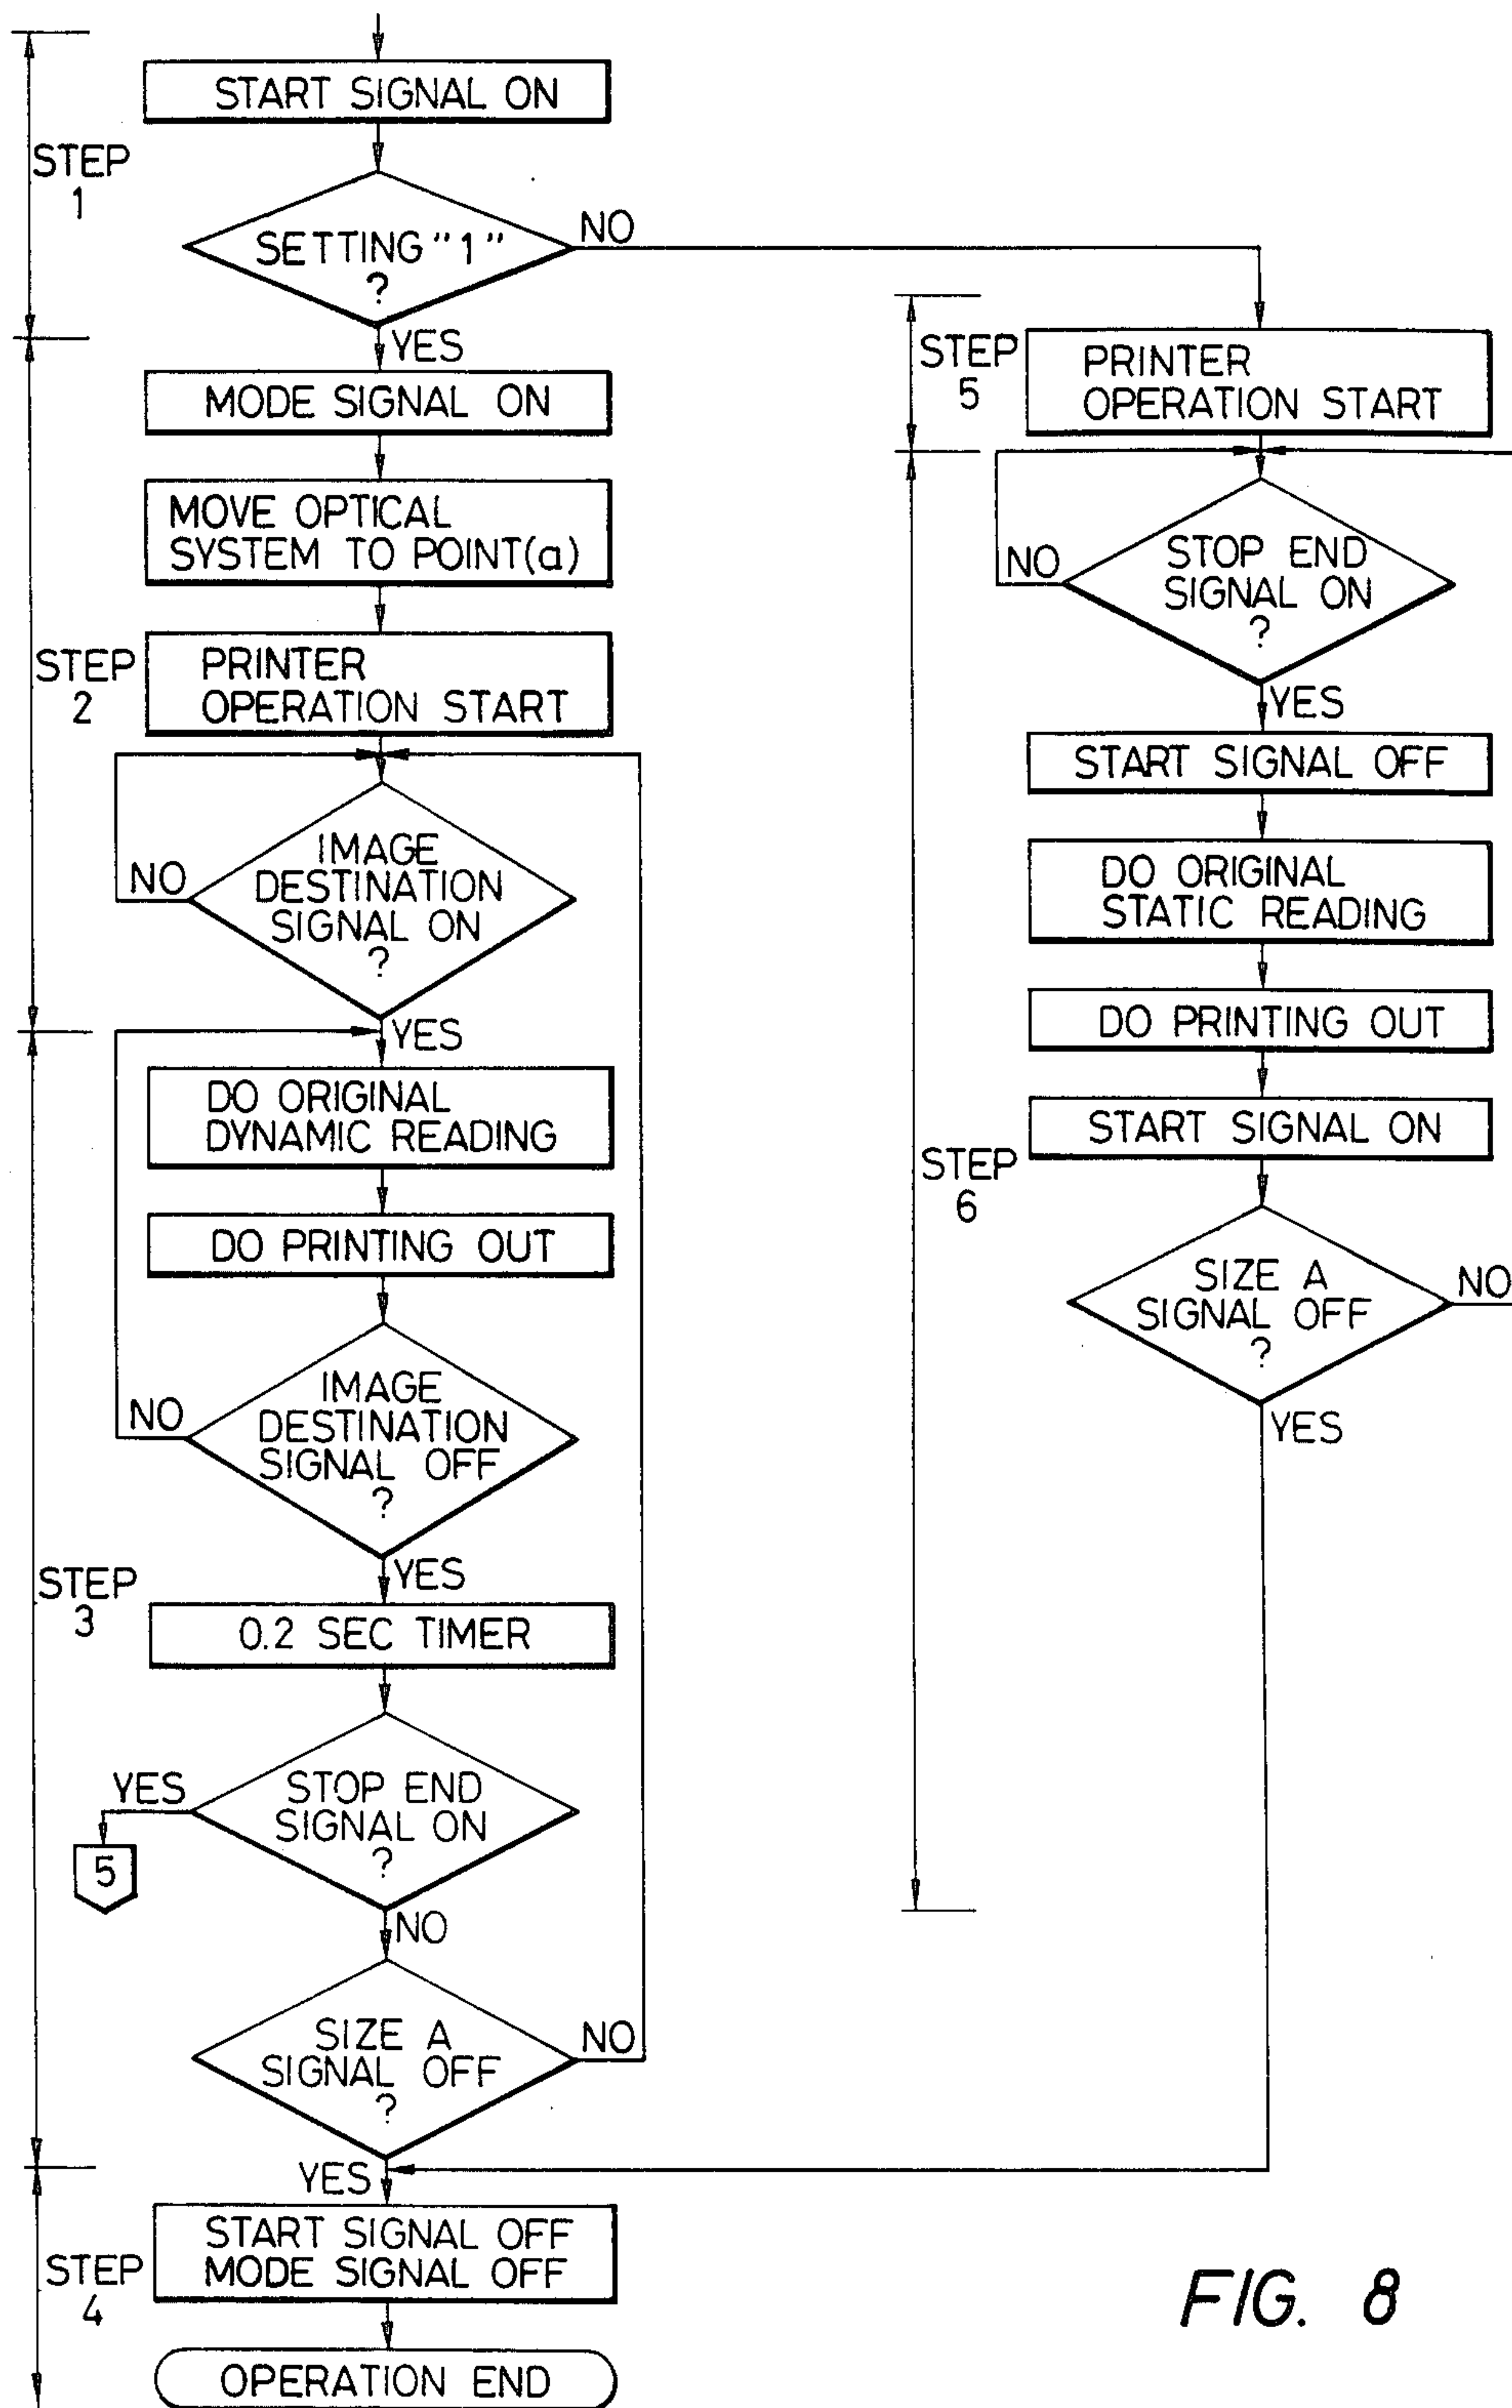 START SIGNAL ON
STEP
1
SETTING "1"
?
NO
YES
MODE SIGNAL ON
MOVE OPTICAL
SYSTEM TO POINT(a)
STEP
2
PRINTER
OPERATION START
IMAGE
DESTINATION
SIGNAL ON
?
NO
YES
DO ORIGINAL
DYNAMIC READING
DO PRINTING OUT
IMAGE
DESTINATION
SIGNAL OFF
?
NO
YES
STEP
3
0.2 SEC TIMER
STOP END
SIGNAL ON
?
YES
5
NO
SIZE A
SIGNAL OFF
?
NO
YES
STEP
4
START SIGNAL OFF
MODE SIGNAL OFF
OPERATION END
STEP
5
PRINTER
OPERATION START
STOP END
SIGNAL ON
?
NO
YES
START SIGNAL OFF
DO ORIGINAL
STATIC READING
DO PRINTING OUT
START SIGNAL ON
STEP
6
SIZE A
SIGNAL OFF
?
NO
YES
FIG. 8